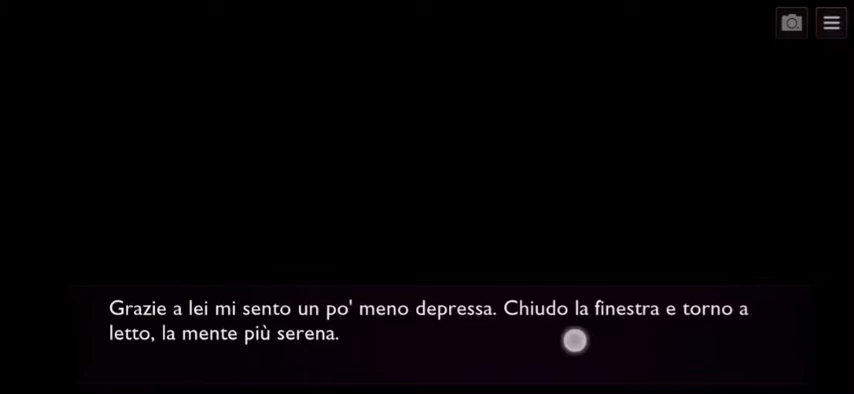 Grazie a lei mi sento un po' meno depressa. Chiudo la finestra e torno a
letto, la mente più serena.